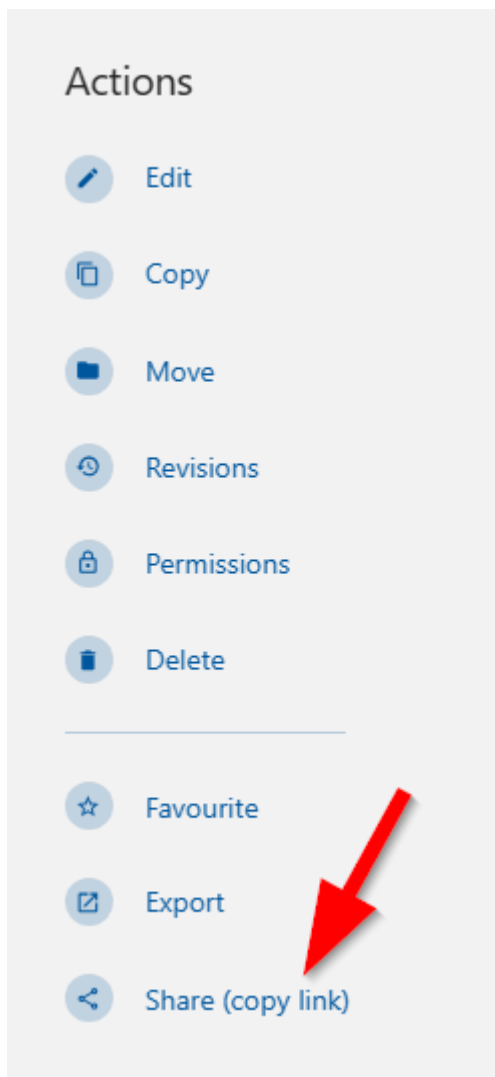 Actions
Edit
Copy
Move
Revisions
Permissions
Delete
Favourite
Export
Share (copy link)